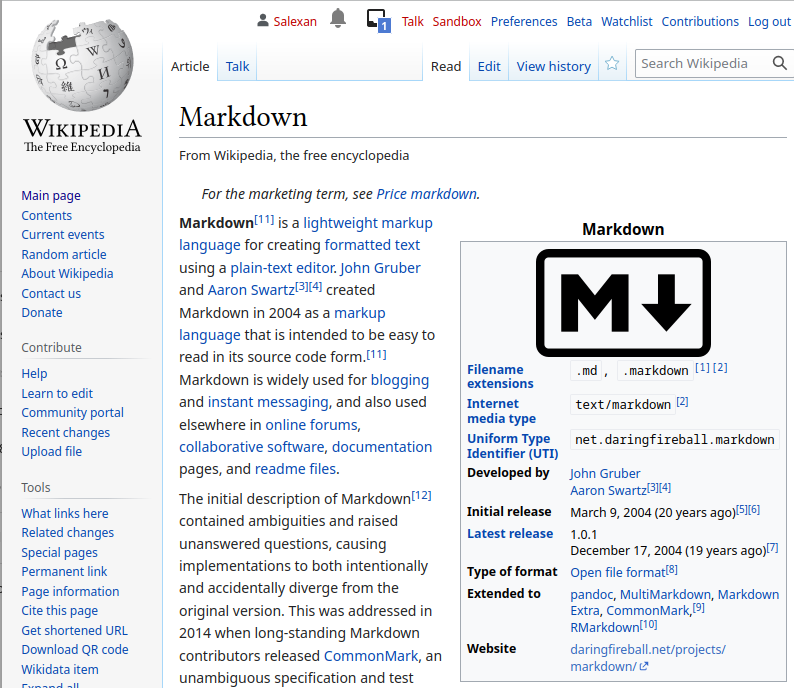 Salexan 1 Talk Sandbox Preferences Beta Watchlist Contributions Log out
Article Talk Read Edit View history Search Wikipedia
WIKIPEDIA
The Free Encyclopedia
Main page
Contents
Current events
Random article
About Wikipedia
Contact us
Donate
Contribute
Help
Learn to edit
Community portal
Recent changes
Upload file
Tools
What links here
Related changes
Special pages
Permanent link
Page information
Cite this page
Get shortened URL
Download QR code
Wikidata item
Expand all
Markdown
From Wikipedia, the free encyclopedia
For the marketing term, see Price markdown.
Markdown[11] is a lightweight markup
language for creating formatted text
using a plain-text editor. John Gruber
and Aaron Swartz[3][4] created
Markdown in 2004 as a markup
language that is intended to be easy to
read in its source code form.[11]
Markdown is widely used for blogging
and instant messaging, and also used
elsewhere in online forums,
collaborative software, documentation
pages, and readme files.
The initial description of Markdown[12]
contained ambiguities and raised
unanswered questions, causing
implementations to both intentionally
and accidentally diverge from the
original version. This was addressed in
2014 when long-standing Markdown
contributors released CommonMark, an
unambiguous specification and test
Markdown
M
Filename extensions .md , .markdown [1] [2]
Internet media type text/markdown [2]
Uniform Type Identifier (UTI) net.daringfireball.markdown
Developed by John Gruber
Aaron Swartz[3][4]
Initial release March 9, 2004 (20 years ago)[5][6]
Latest release 1.0.1
December 17, 2004 (19 years ago)[7]
Type of format Open file format[8]
Extended to pandoc, MultiMarkdown, Markdown
Extra, CommonMark,[9]
RMarkdown[10]
Website daringfireball.net/projects/
markdown/